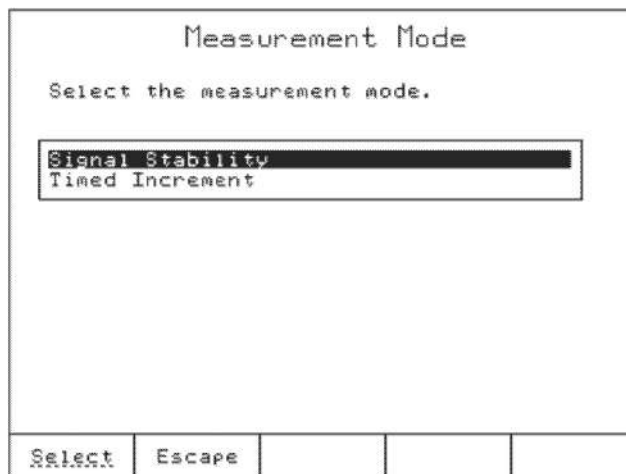 Measurement Mode
Select the measurement mode.
Signal Stability
Timed Increment
Select Escape